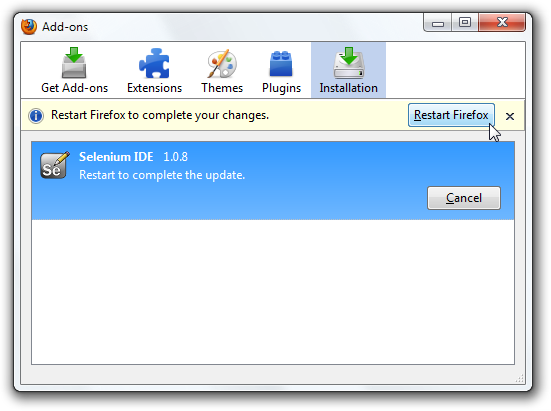 Add-ons
Get Add-ons Extensions Themes Plugins Installation
Restart Firefox to complete your changes. Restart Firefox
Se Selenium IDE 1.0.8
Restart to complete the update.
Cancel